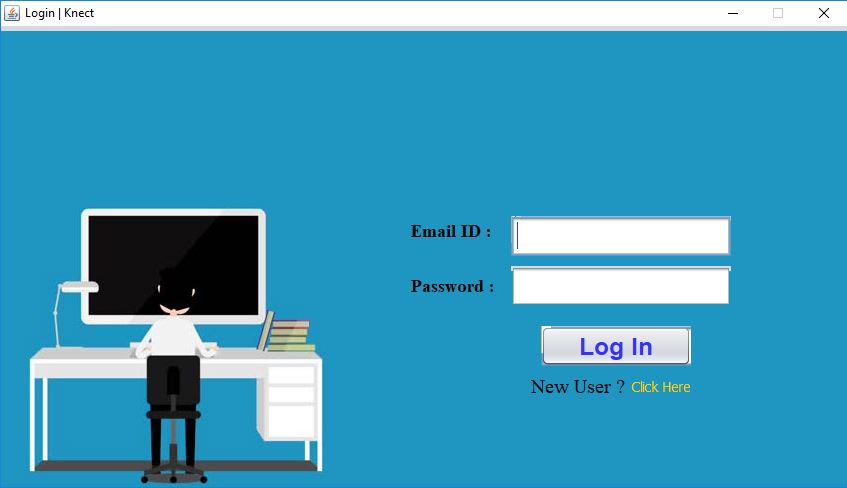 Login | Knect
Email ID :
Password :
Log In
New User ? Click Here